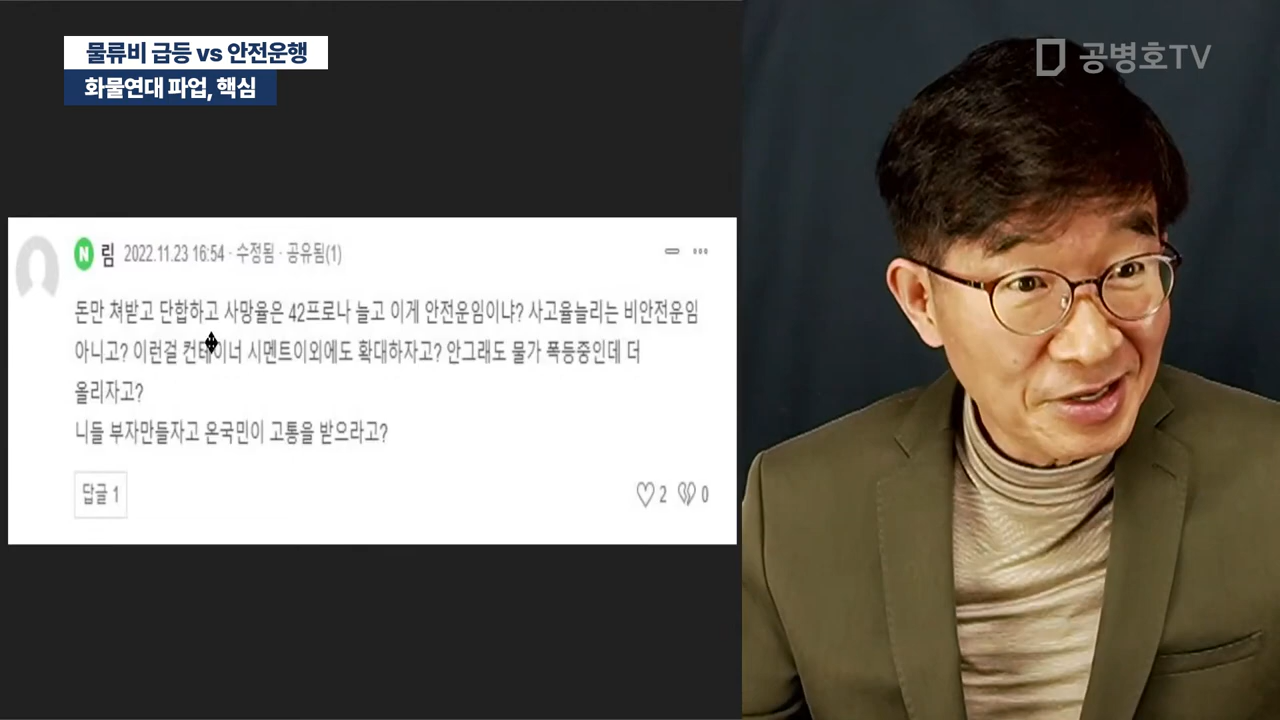 물류비 급등 vs 안전운행
화물연대 파업, 핵심
공병호TV
N 림 2022.11.23 16:54 · 수정됨 · 공유됨(1)
돈만 쳐받고 단합하고 사망율은 42프로나 늘고 이게 안전운임이냐? 사고율늘리는 비안전운임
아니고? 이런걸 컨테이너 시멘트이외에도 확대하자고? 안그래도 물가 폭등중인데 더
올리자고?
니들 부자만들자고 온국민이 고통을 받으라고?
답글 1
2 0